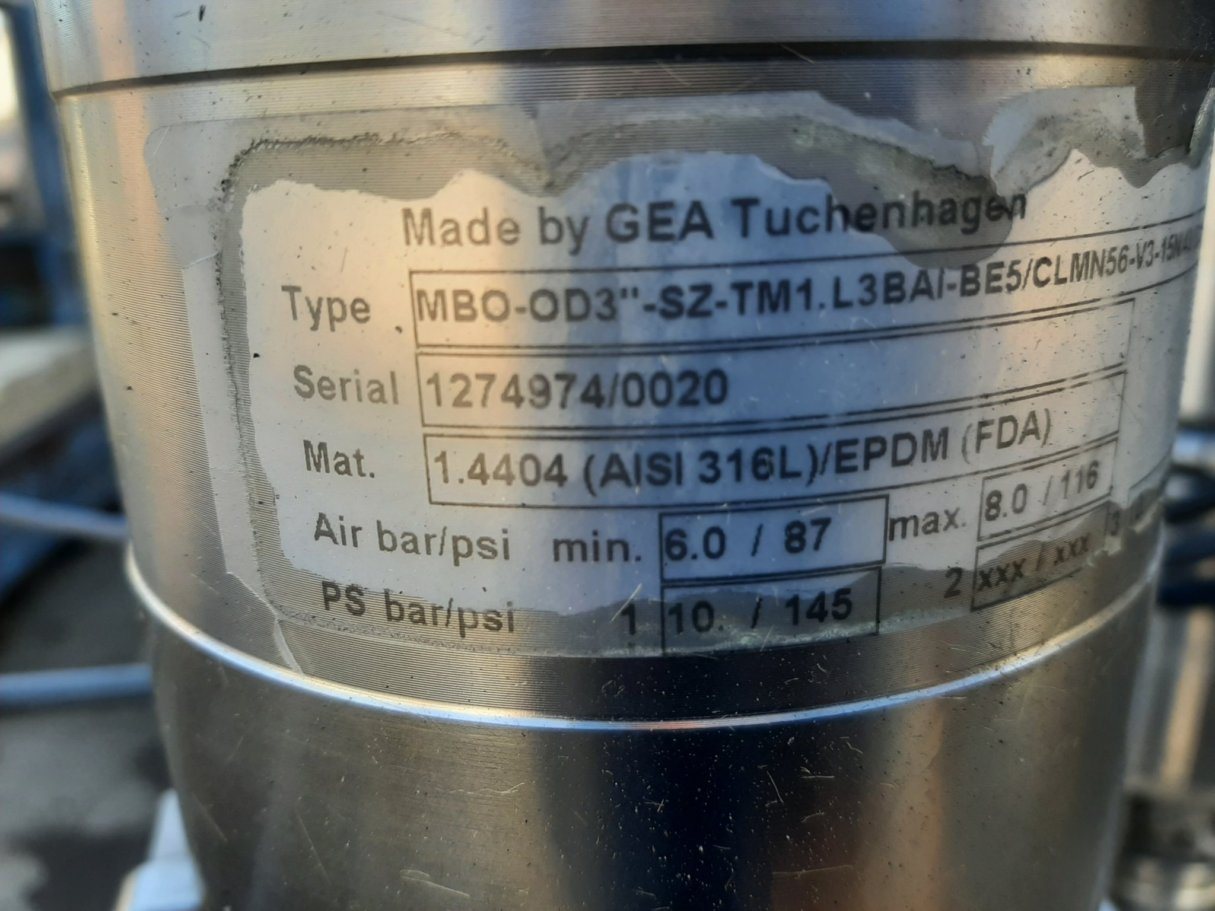 Made by GEA Tuchenhagen
Type MBO-OD3"-SZ-TM1.L3BAI-BE5/CLMN56-V3-15N
Serial 1274974/0020
Mat. 1.4404 (AISI 316L)/EPDM (FDA)
Air bar/psi min. 6.0 / 87 max. 8.0 / 116
PS bar/psi 1 10. / 145 2 xxx / xxx 3